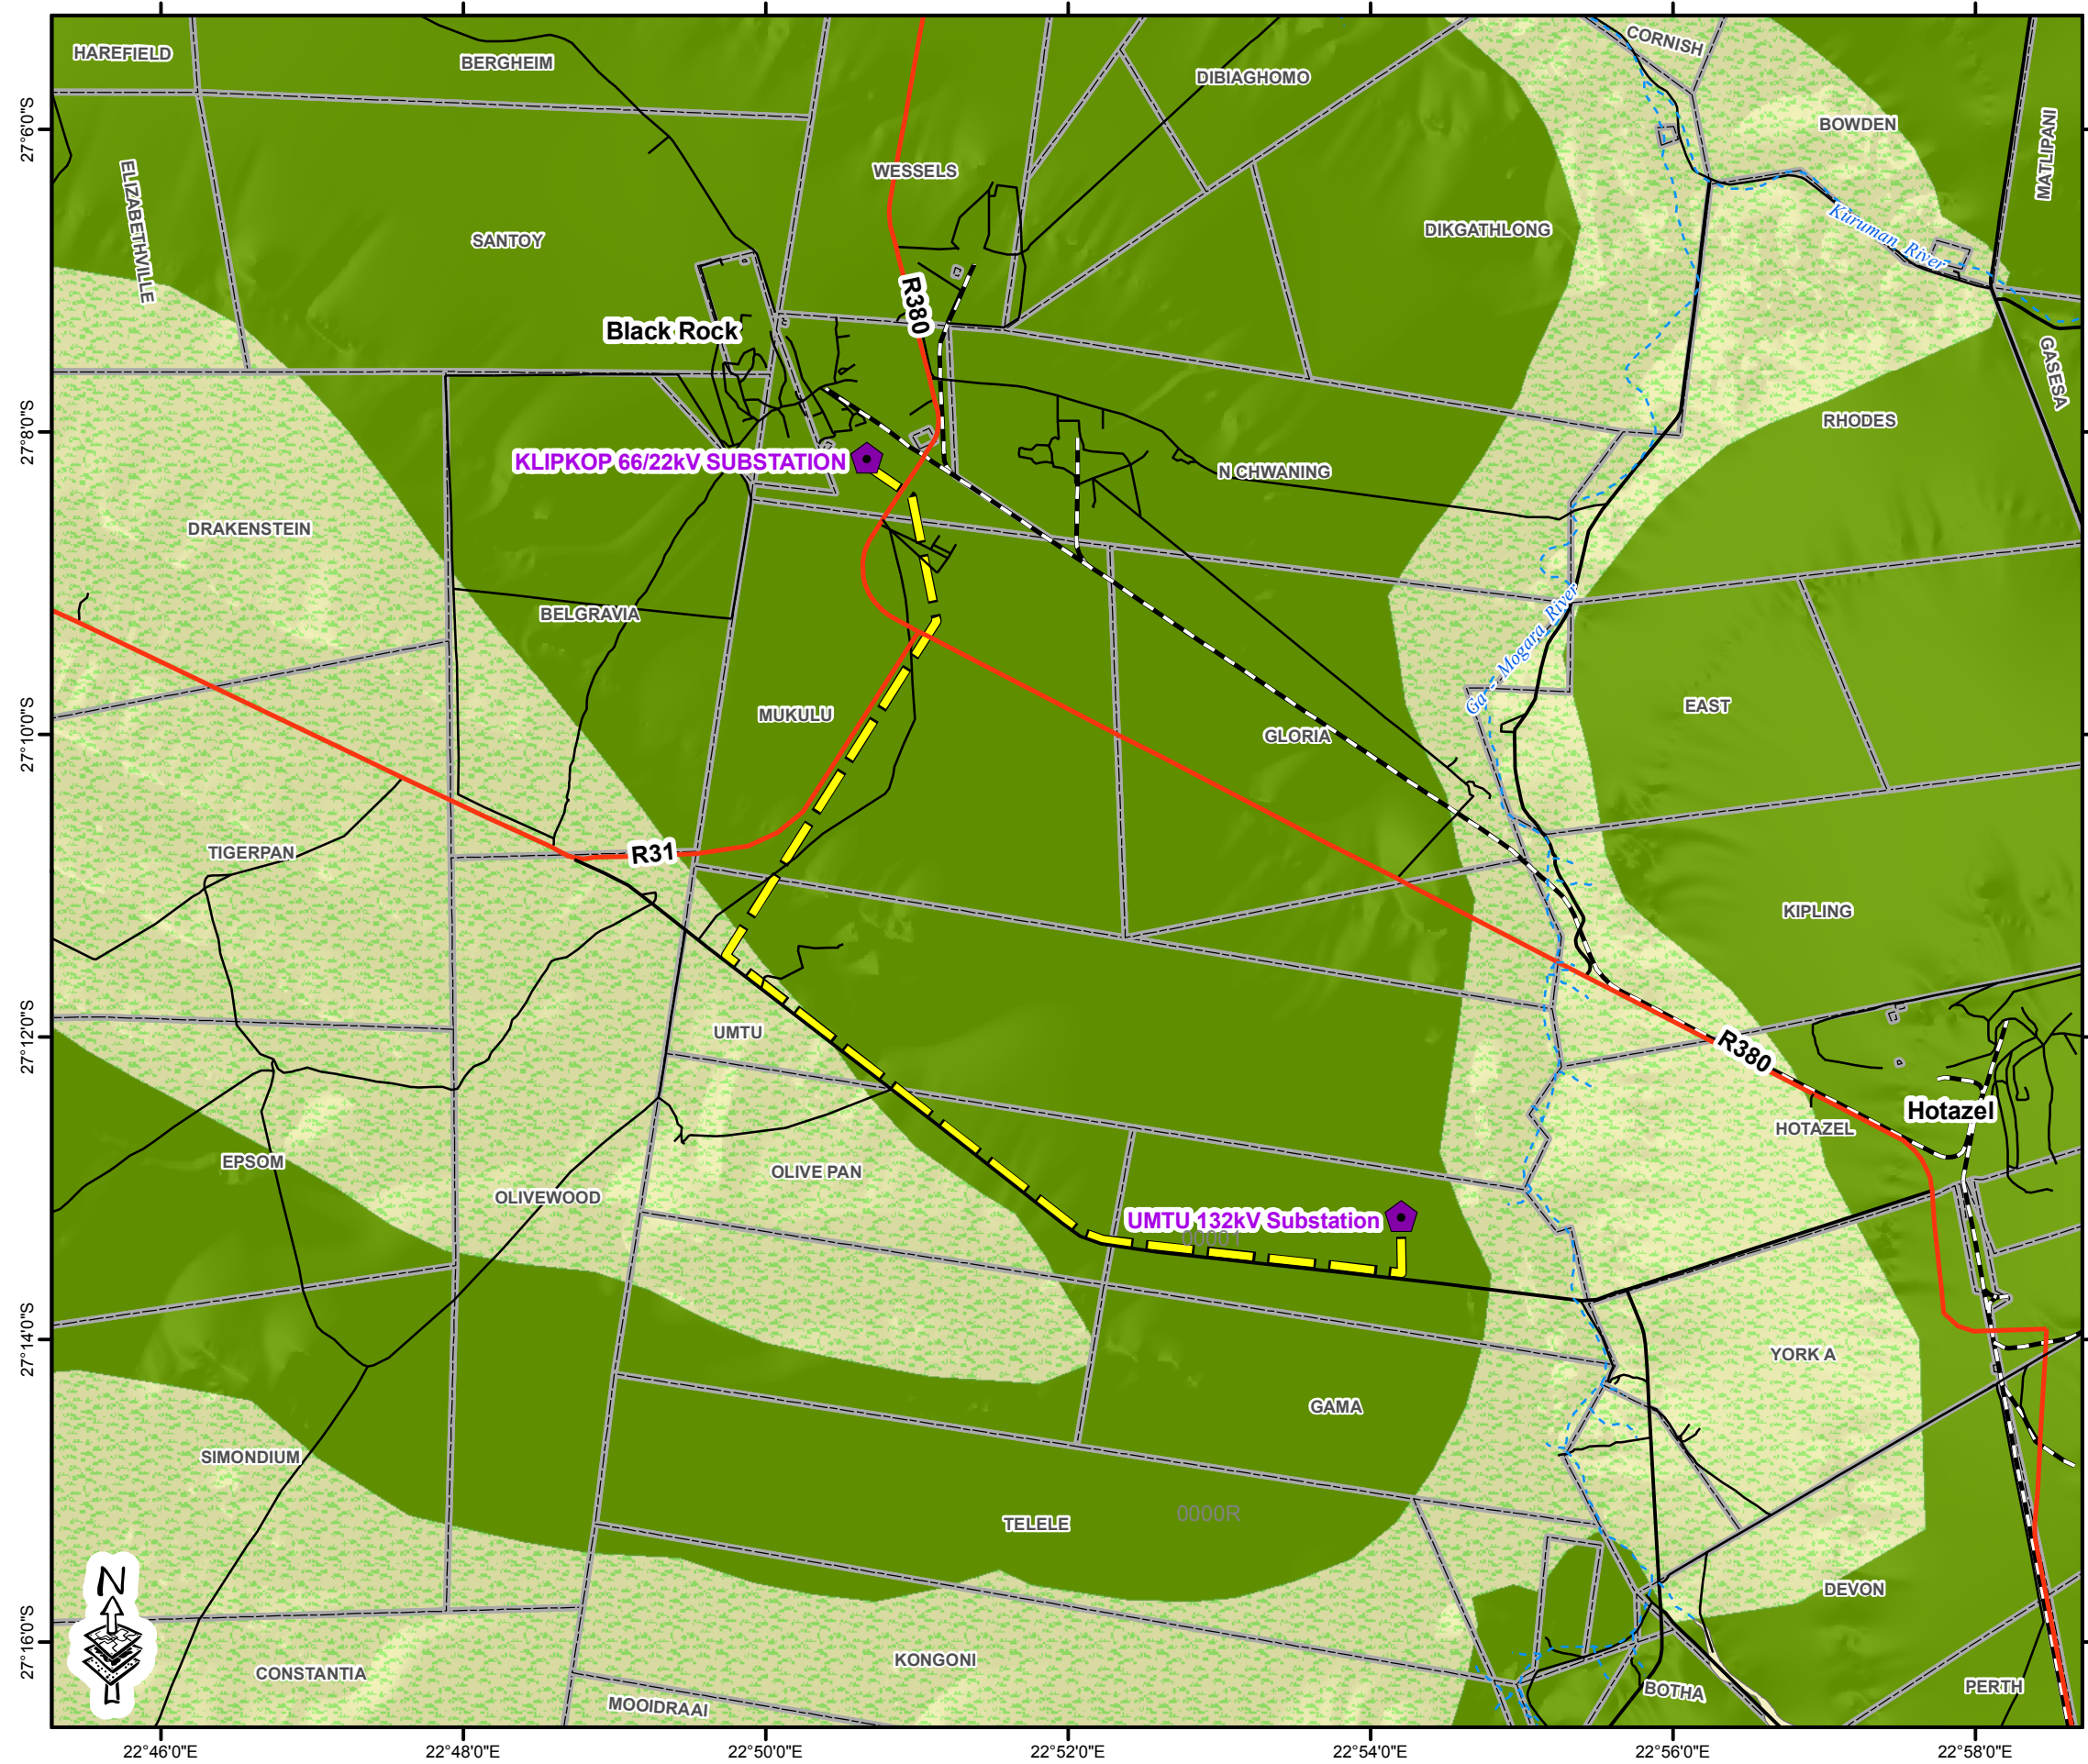 HAREFIELD
BERGHEIM
CORNISH
DIBIAGHOMO
BOWDEN
MATLIPANI
27°6'0"S
WESSELS
ELIZABETHVILLE
SANTOY
DIKGATHLONG
Kuruman River
R380
Black Rock
GASESA
RHODES
27°8'0"S
KLIPKOP 66/22kV SUBSTATION
N CHWANING
DRAKENSTEIN
BELGRAVIA
Ga - Mogara River
MUKULU
EAST
27°10'0"S
GLORIA
TIGERPAN
R31
KIPLING
UMTU
27°12'0"S
R380
Hotazel
HOTAZEL
EPSOM
OLIVE PAN
OLIVEWOOD
UMTU 132kV Substation
00001
27°14'0"S
YORK A
GAMA
SIMONDIUM
0000R
TELELE
N
DEVON
27°16'0"S
KONGONI
CONSTANTIA
PERTH
BOTHA
MOOIDRAAI
22°46'0"E
22°48'0"E
22°50'0"E
22°52'0"E
22°54'0"E
22°56'0"E
22°58'0"E